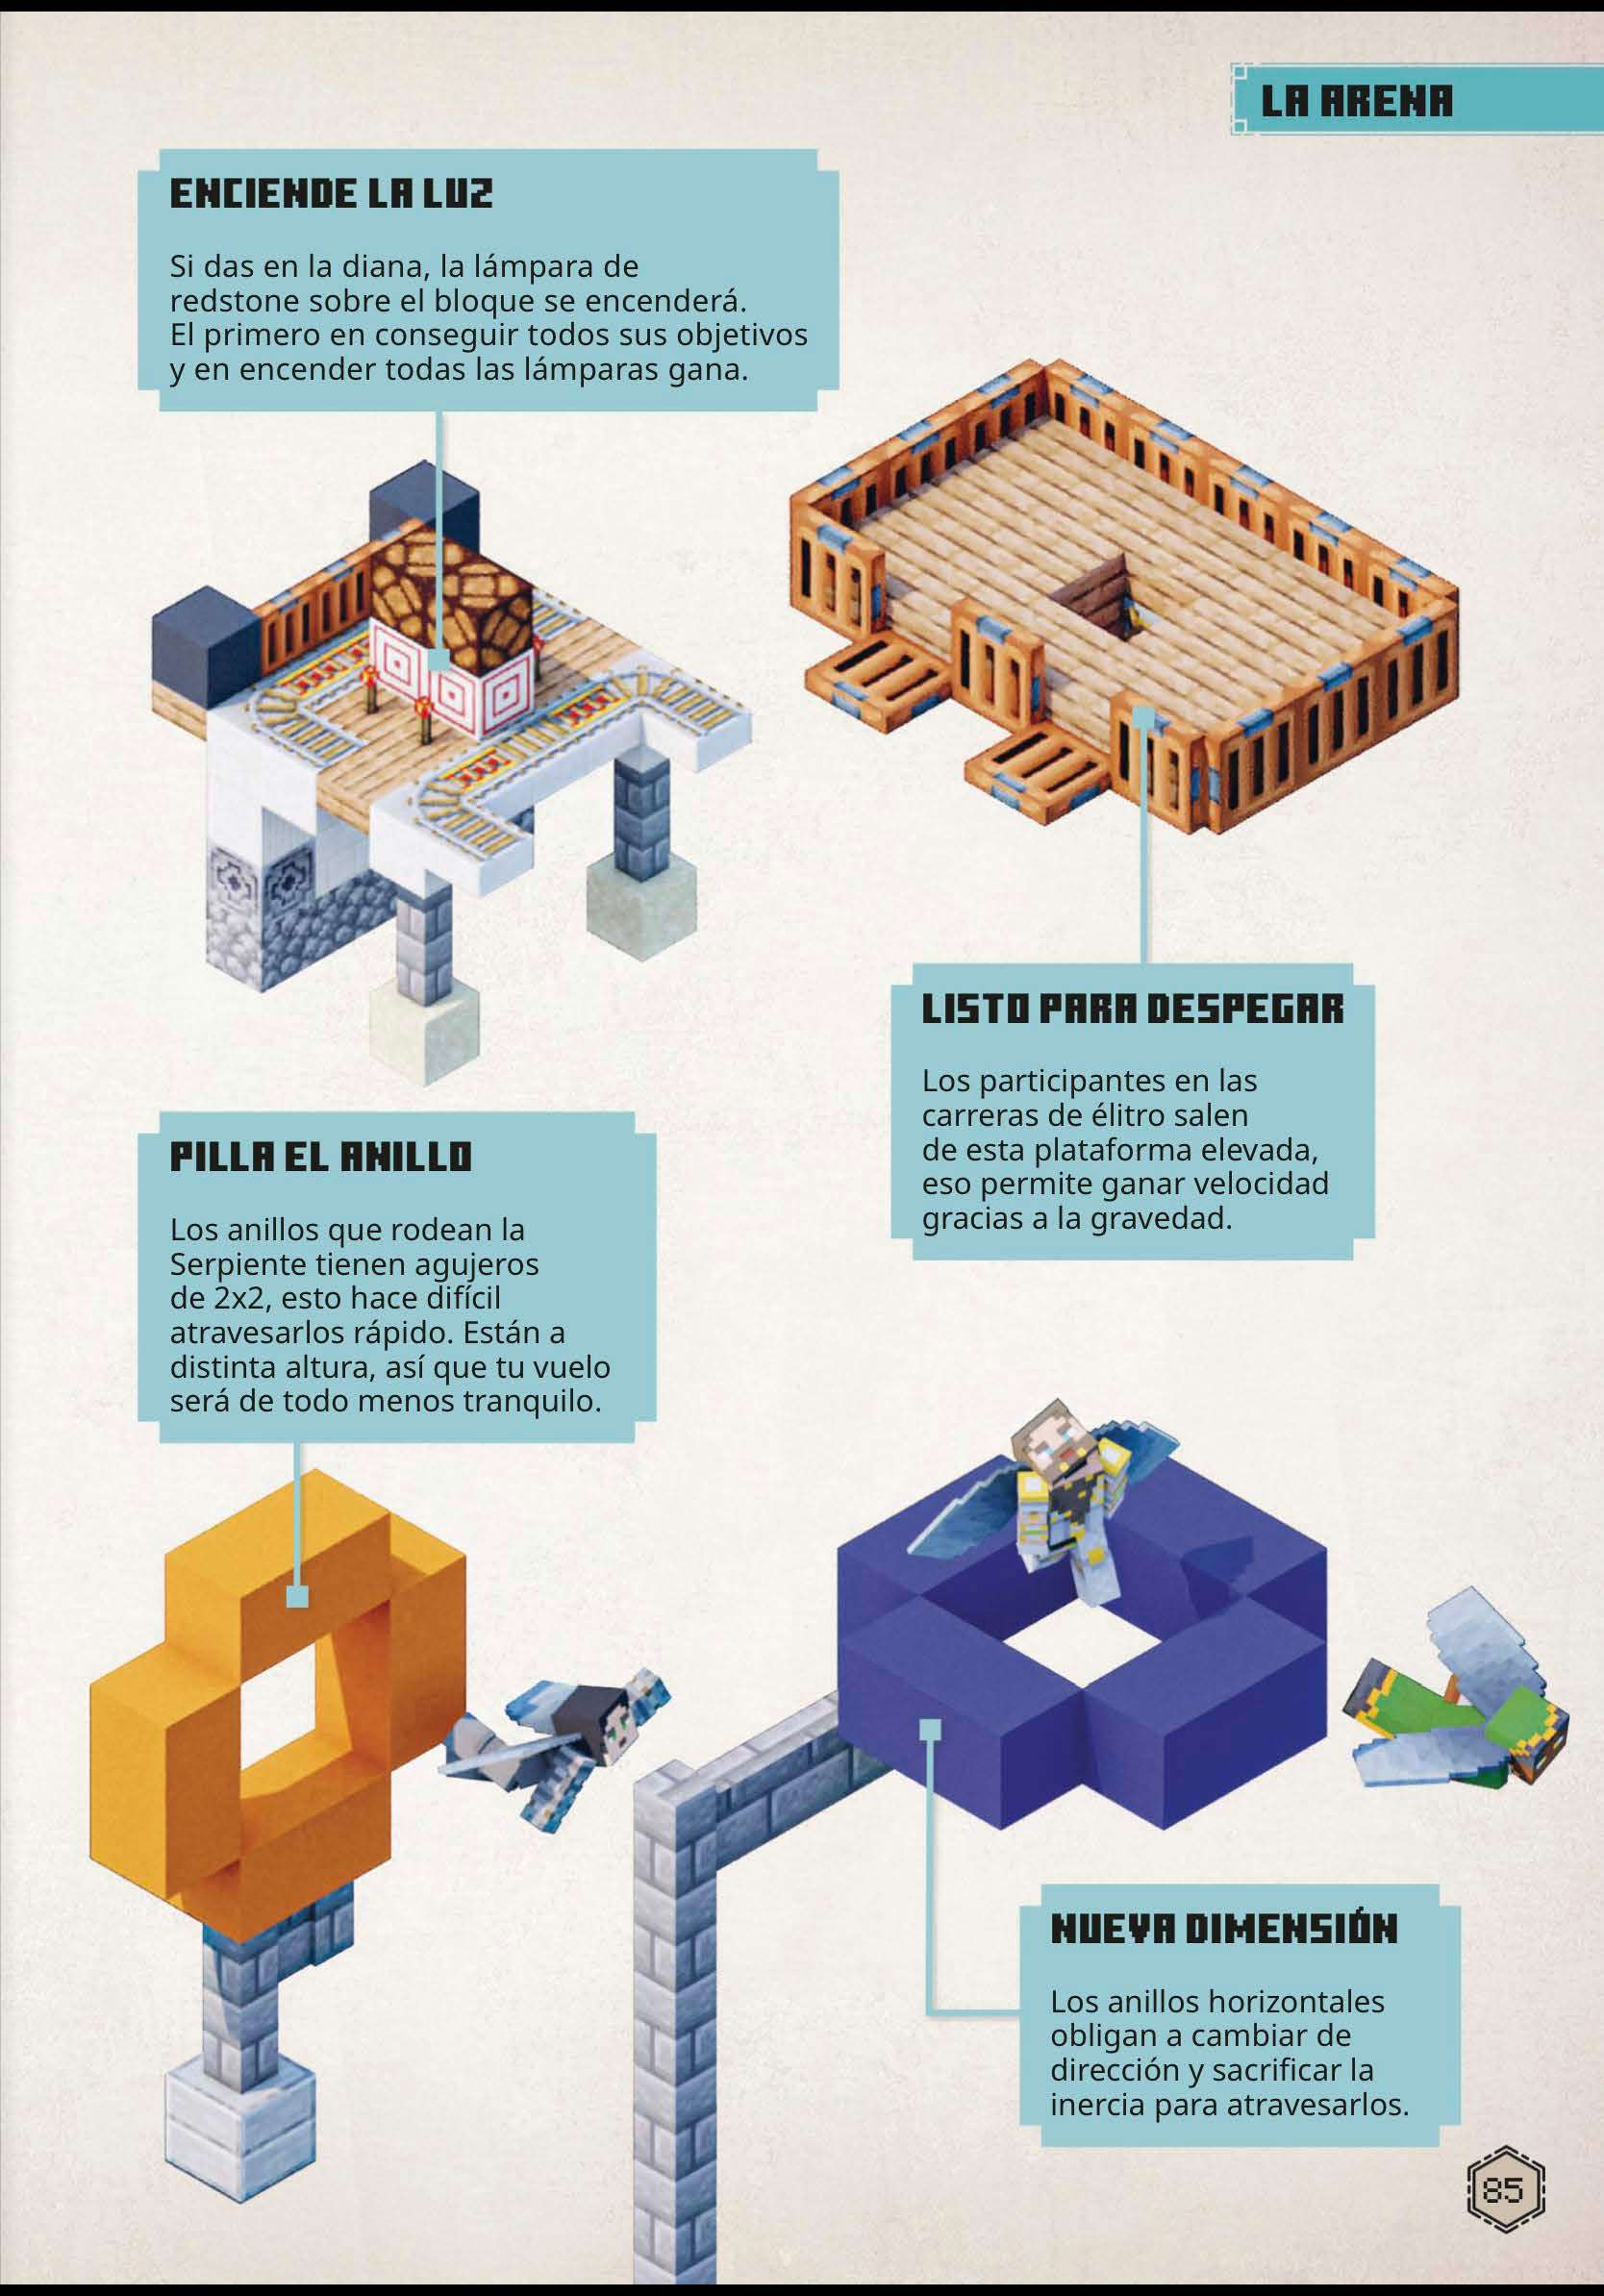 LA ARENA
ENCIENDE LA LUZ
Si das en la diana, la lámpara de
redstone sobre el bloque se encenderá.
El primero en conseguir todos sus objetivos
y en encender todas las lámparas gana.
LISTO PARA DESPEGAR
Los participantes en las
carreras de élitro salen
de esta plataforma elevada,
eso permite ganar velocidad
gracias a la gravedad.
PILLA EL ANILLO
Los anillos que rodean la
Serpiente tienen agujeros
de 2x2, esto hace difícil
atravesarlos rápido. Están a
distinta altura, así que tu vuelo
será de todo menos tranquilo.
NUEVA DIMENSIÓN
Los anillos horizontales
obligan a cambiar de
dirección y sacrificar la
inercia para atravesarlos.
85